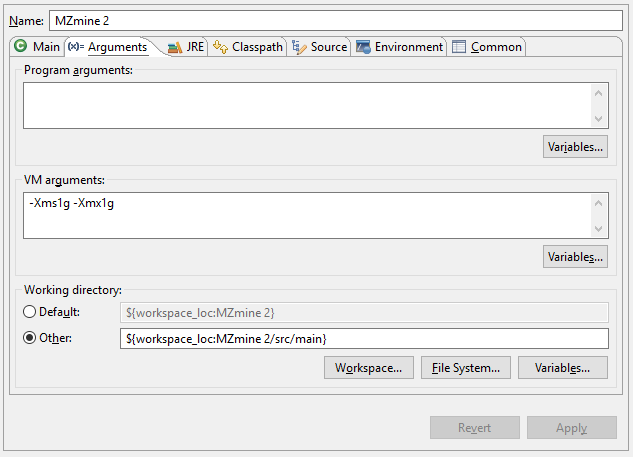 Name: MZmine 2
Main (x)= Arguments JRE Classpath Source Environment Common
Program arguments:
Variables...
VM arguments:
-Xms1g -Xmx1g
Variables...
Working directory:
Default: ${workspace_loc:MZmine 2}
Other: ${workspace_loc:MZmine 2/src/main}
Workspace... File System... Variables...
Revert Apply